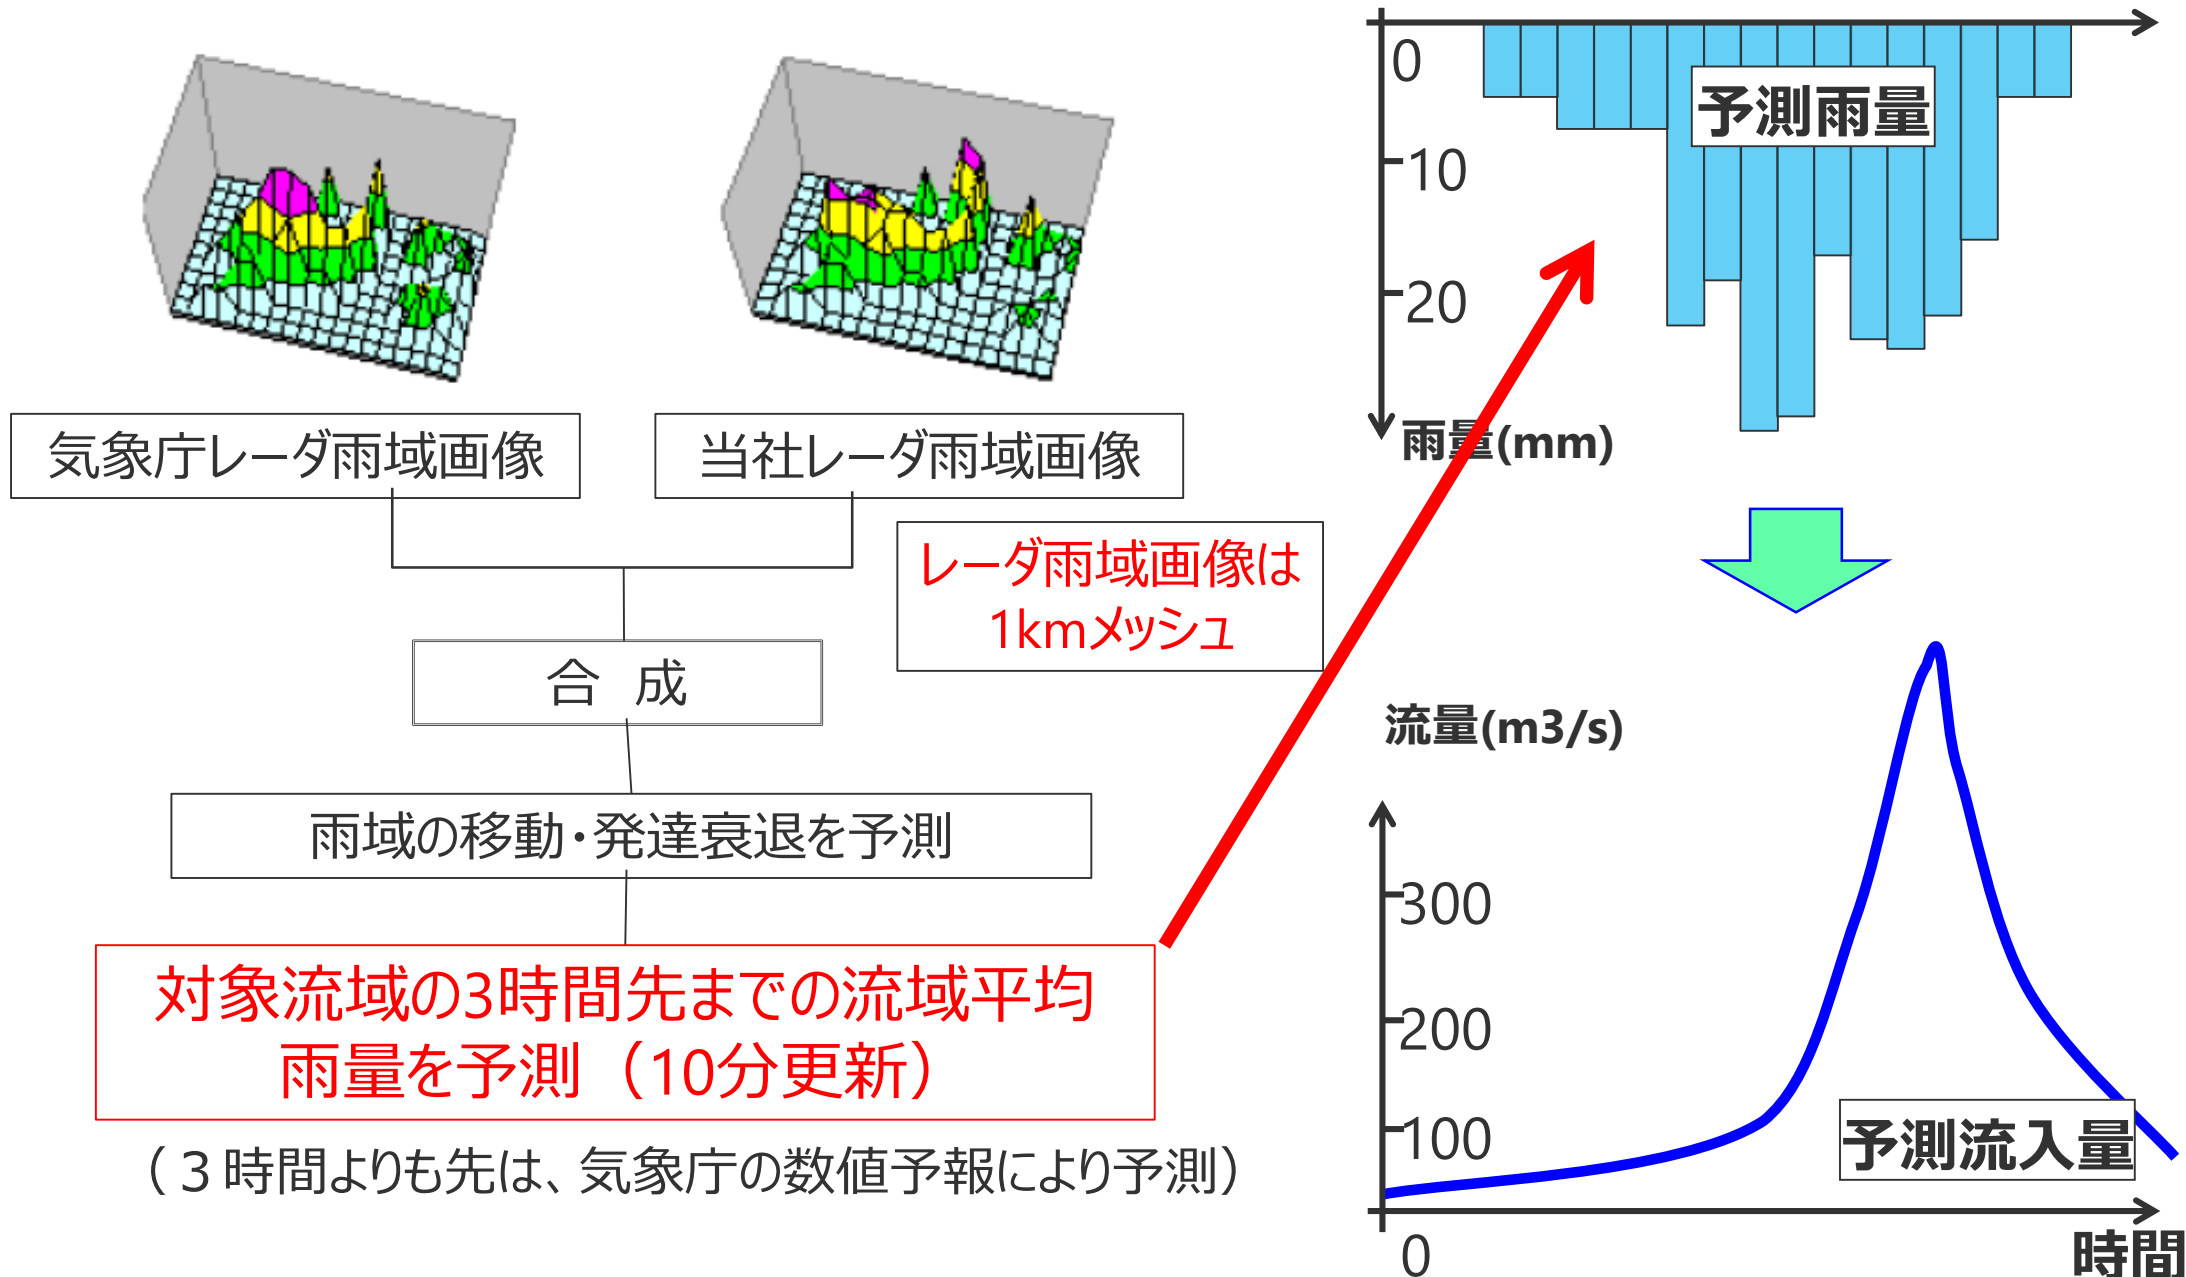 気象庁レーダ雨域画像
当社レーダ雨域画像
レーダ雨域画像は
1kmメッシュ
合　成
雨域の移動・発達衰退を予測
対象流域の3時間先までの流域平均
雨量を予測（10分更新）
（３時間よりも先は、気象庁の数値予報により予測）
0
予測雨量
10
20
雨量(mm)
流量(m3/s)
300
200
100
予測流入量
0
時間